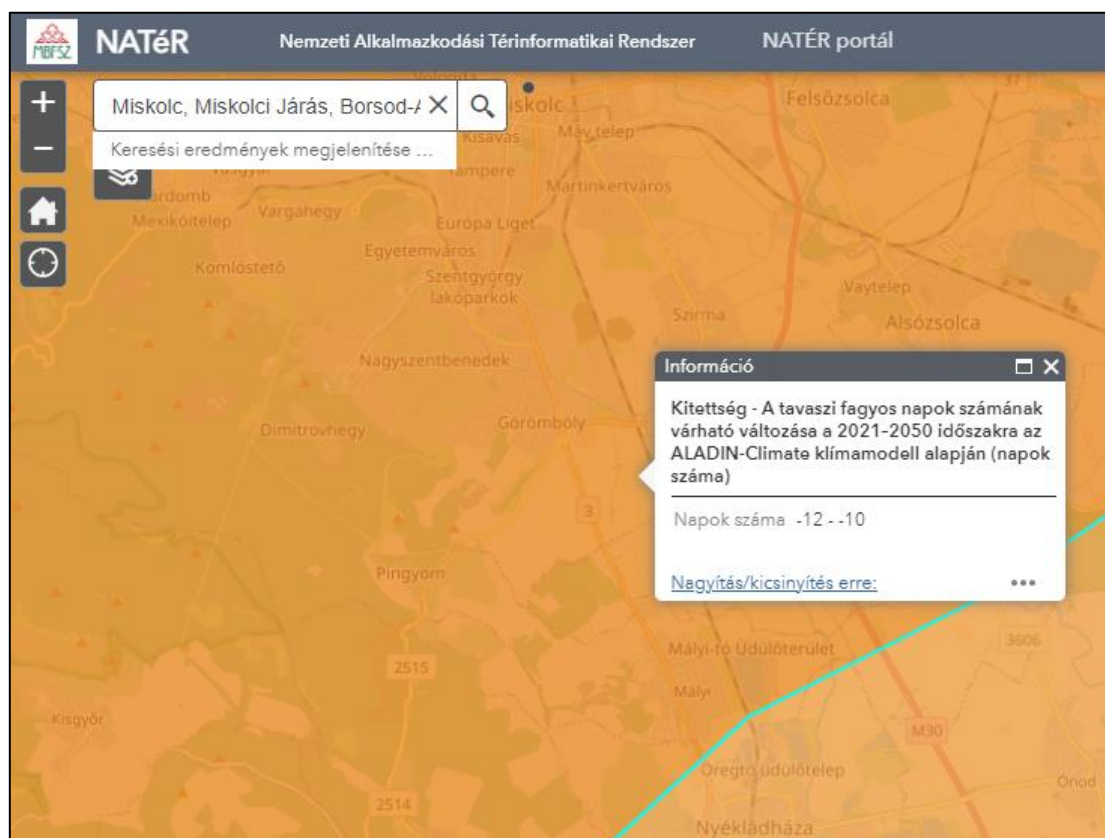 MBFSZ
NATéR
Nemzeti Alkalmazkodási Térinformatikai Rendszer
NATÉR portál
+
Miskolc, Miskolci Járás, Borsod-A
Keresési eredmények megjelenítése ...
−
Felsőzsolca
Kisavas
Máv telep
Tampere
Martinkertváros
Mexikóitelep
Vargahegy
Európa Liget
Egyetemváros
Komlóstető
Szentgyörgy
lakóparkok
Vaytelep
Szirma
Alsózsolca
Nagyszentbenedek
Információ
Kitettség - A tavaszi fagyos napok számának
várható változása a 2021-2050 időszakra az
ALADIN-Climate klímamodell alapján (napok
száma)
Napok száma -12 - -10
Nagyítás/kicsinyítés erre:
Görömböly
Dimitrovhegy
3
Pingyom
3606
Mályi-tó Üdülőterület
2515
Mályi
Kisgyőr
M30
Öregtó üdülőtelep
Ónod
2514
Nyékládháza